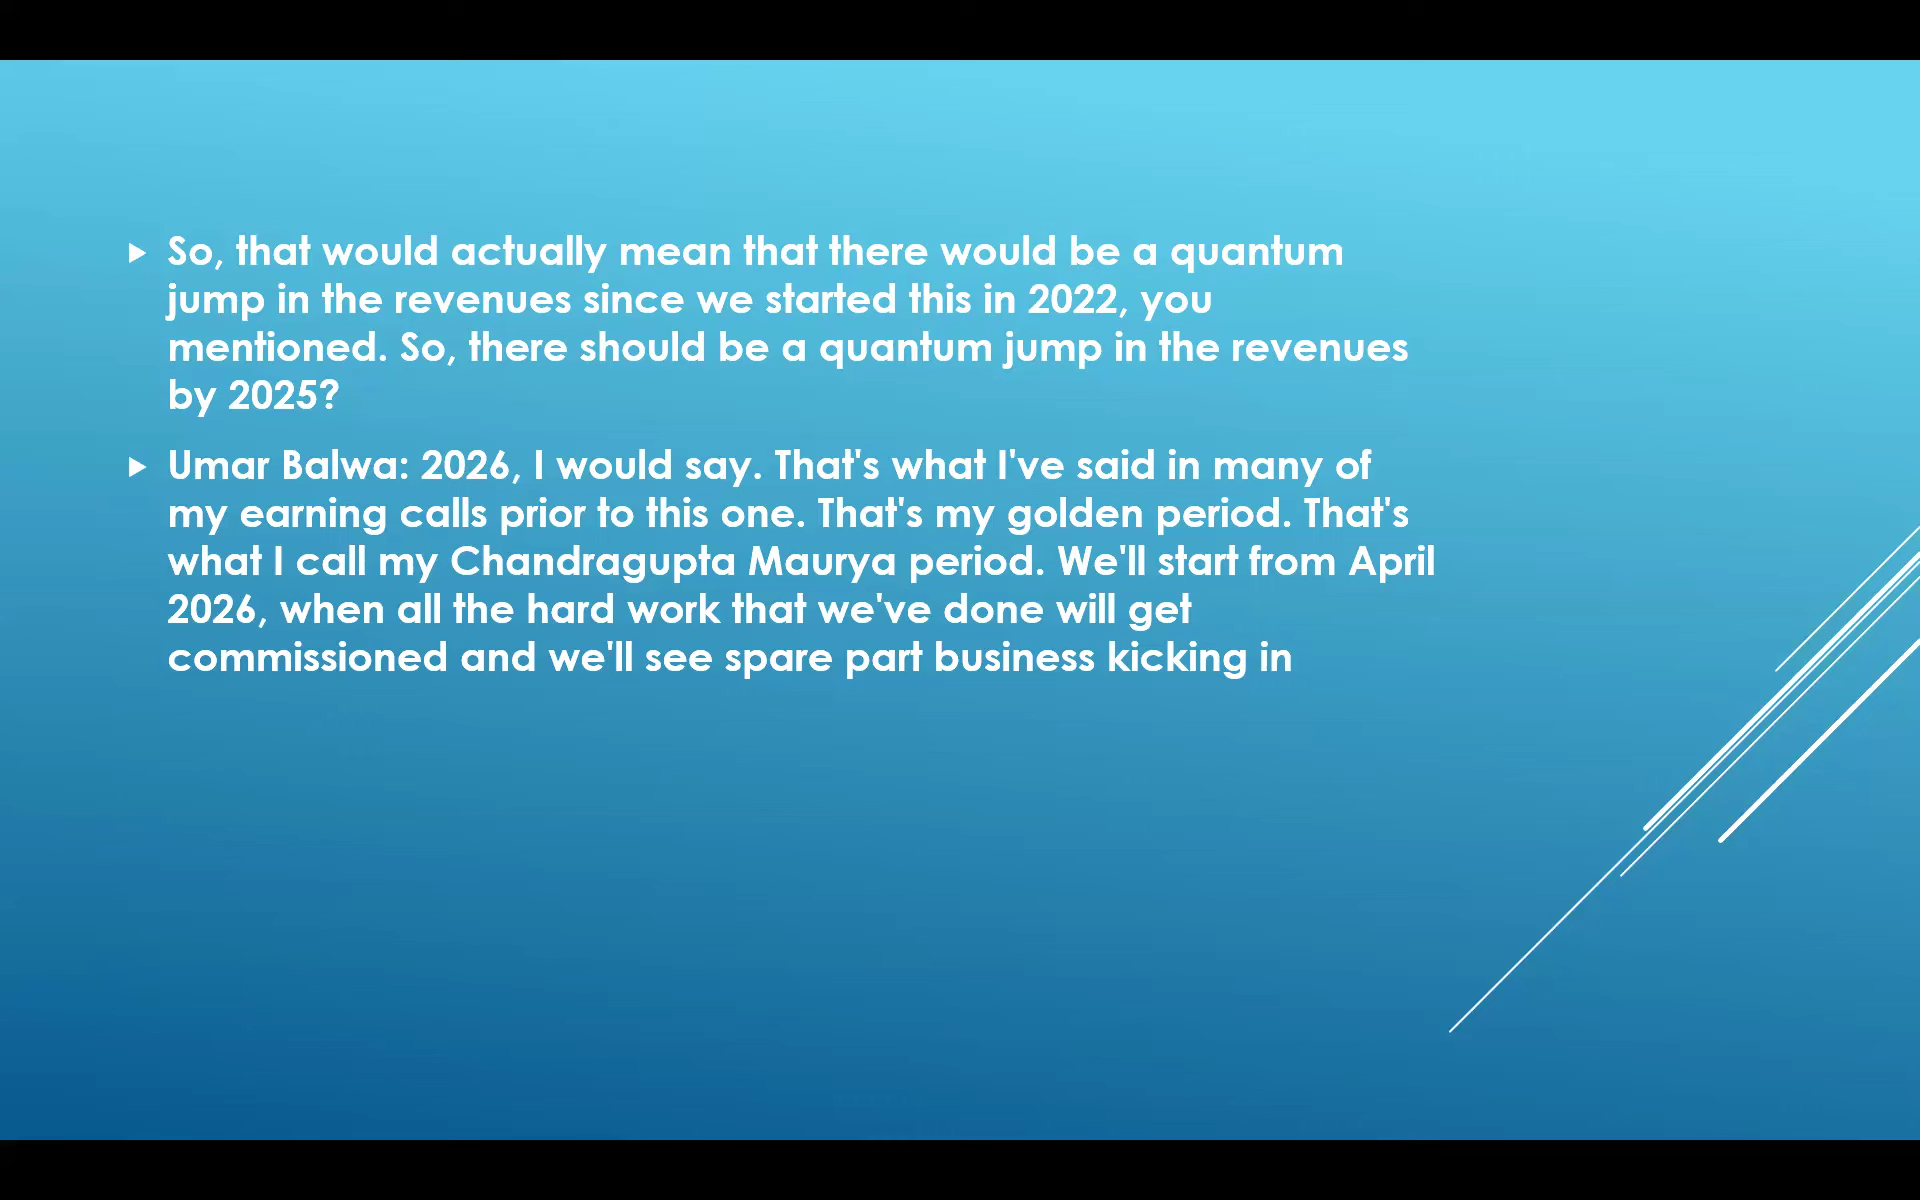 So, that would actually mean that there would be a quantum
jump in the revenues since we started this in 2022, you
mentioned. So, there should be a quantum jump in the revenues
by 2025?
Umar Balwa: 2026, I would say. That's what I've said in many of
my earning calls prior to this one. That's my golden period. That's
what I call my Chandragupta Maurya period. We'll start from April
2026, when all the hard work that we've done will get
commissioned and we'll see spare part business kicking in